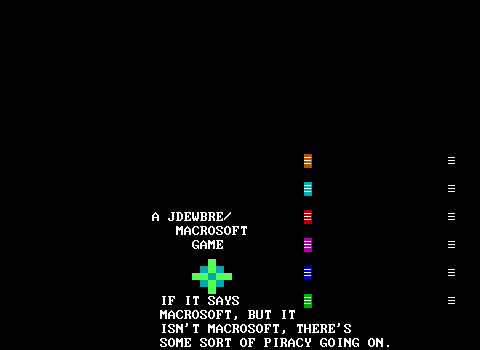 A JDEWBRE/
MACROSOFT
GAME
IF IT SAYS
MACROSOFT, BUT IT
ISN'T MACROSOFT, THERE'S
SOME SORT OF PIRACY GOING ON.